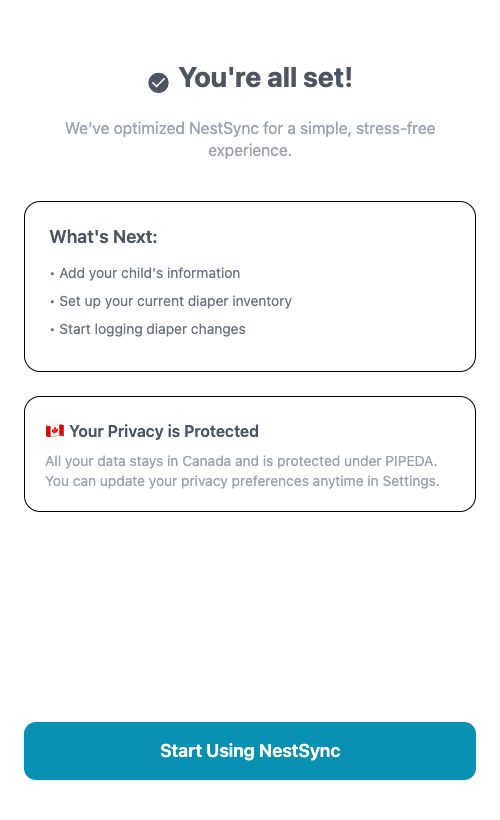 You're all set!
We've optimized NestSync for a simple, stress-free
experience.
What's Next:
• Add your child's information
• Set up your current diaper inventory
• Start logging diaper changes
🇨🇦 Your Privacy is Protected
All your data stays in Canada and is protected under PIPEDA.
You can update your privacy preferences anytime in Settings.
Start Using NestSync